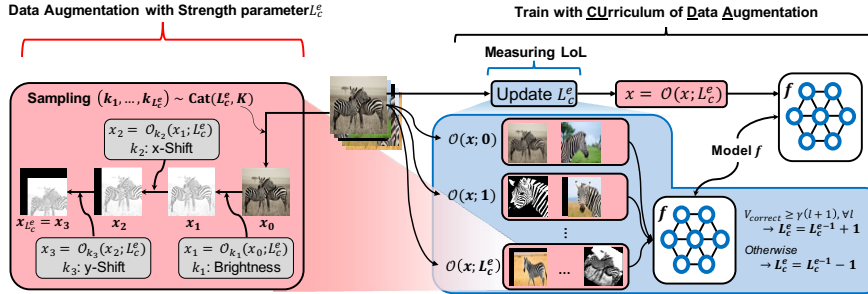 Data Augmentation with Strength parameter L_c^e
Train with CUrriculum of Data Augmentation
Measuring LoL
Sampling (k_1, ..., k_{L_c^e}) ~ Cat(L_c^e, K)
Update L_c^e
x = 𝒪(x; L_c^e)
f
x_2 = 𝒪_{k_2}(x_1; L_c^e)
k_2: x-Shift
𝒪(x; 0)
Model f
x_{L_c^e} = x_3
x_2
x_1
x_0
𝒪(x; 1)
f
V_{correct} ≥ γ(l + 1), ∀l
→ L_c^e = L_c^{e-1} + 1
Otherwise
→ L_c^e = L_c^{e-1} − 1
⋮
x_3 = 𝒪_{k_3}(x_2; L_c^e)
k_3: y-Shift
x_1 = 𝒪_{k_1}(x_0; L_c^e)
k_1: Brightness
𝒪(x; L_c^e)
...